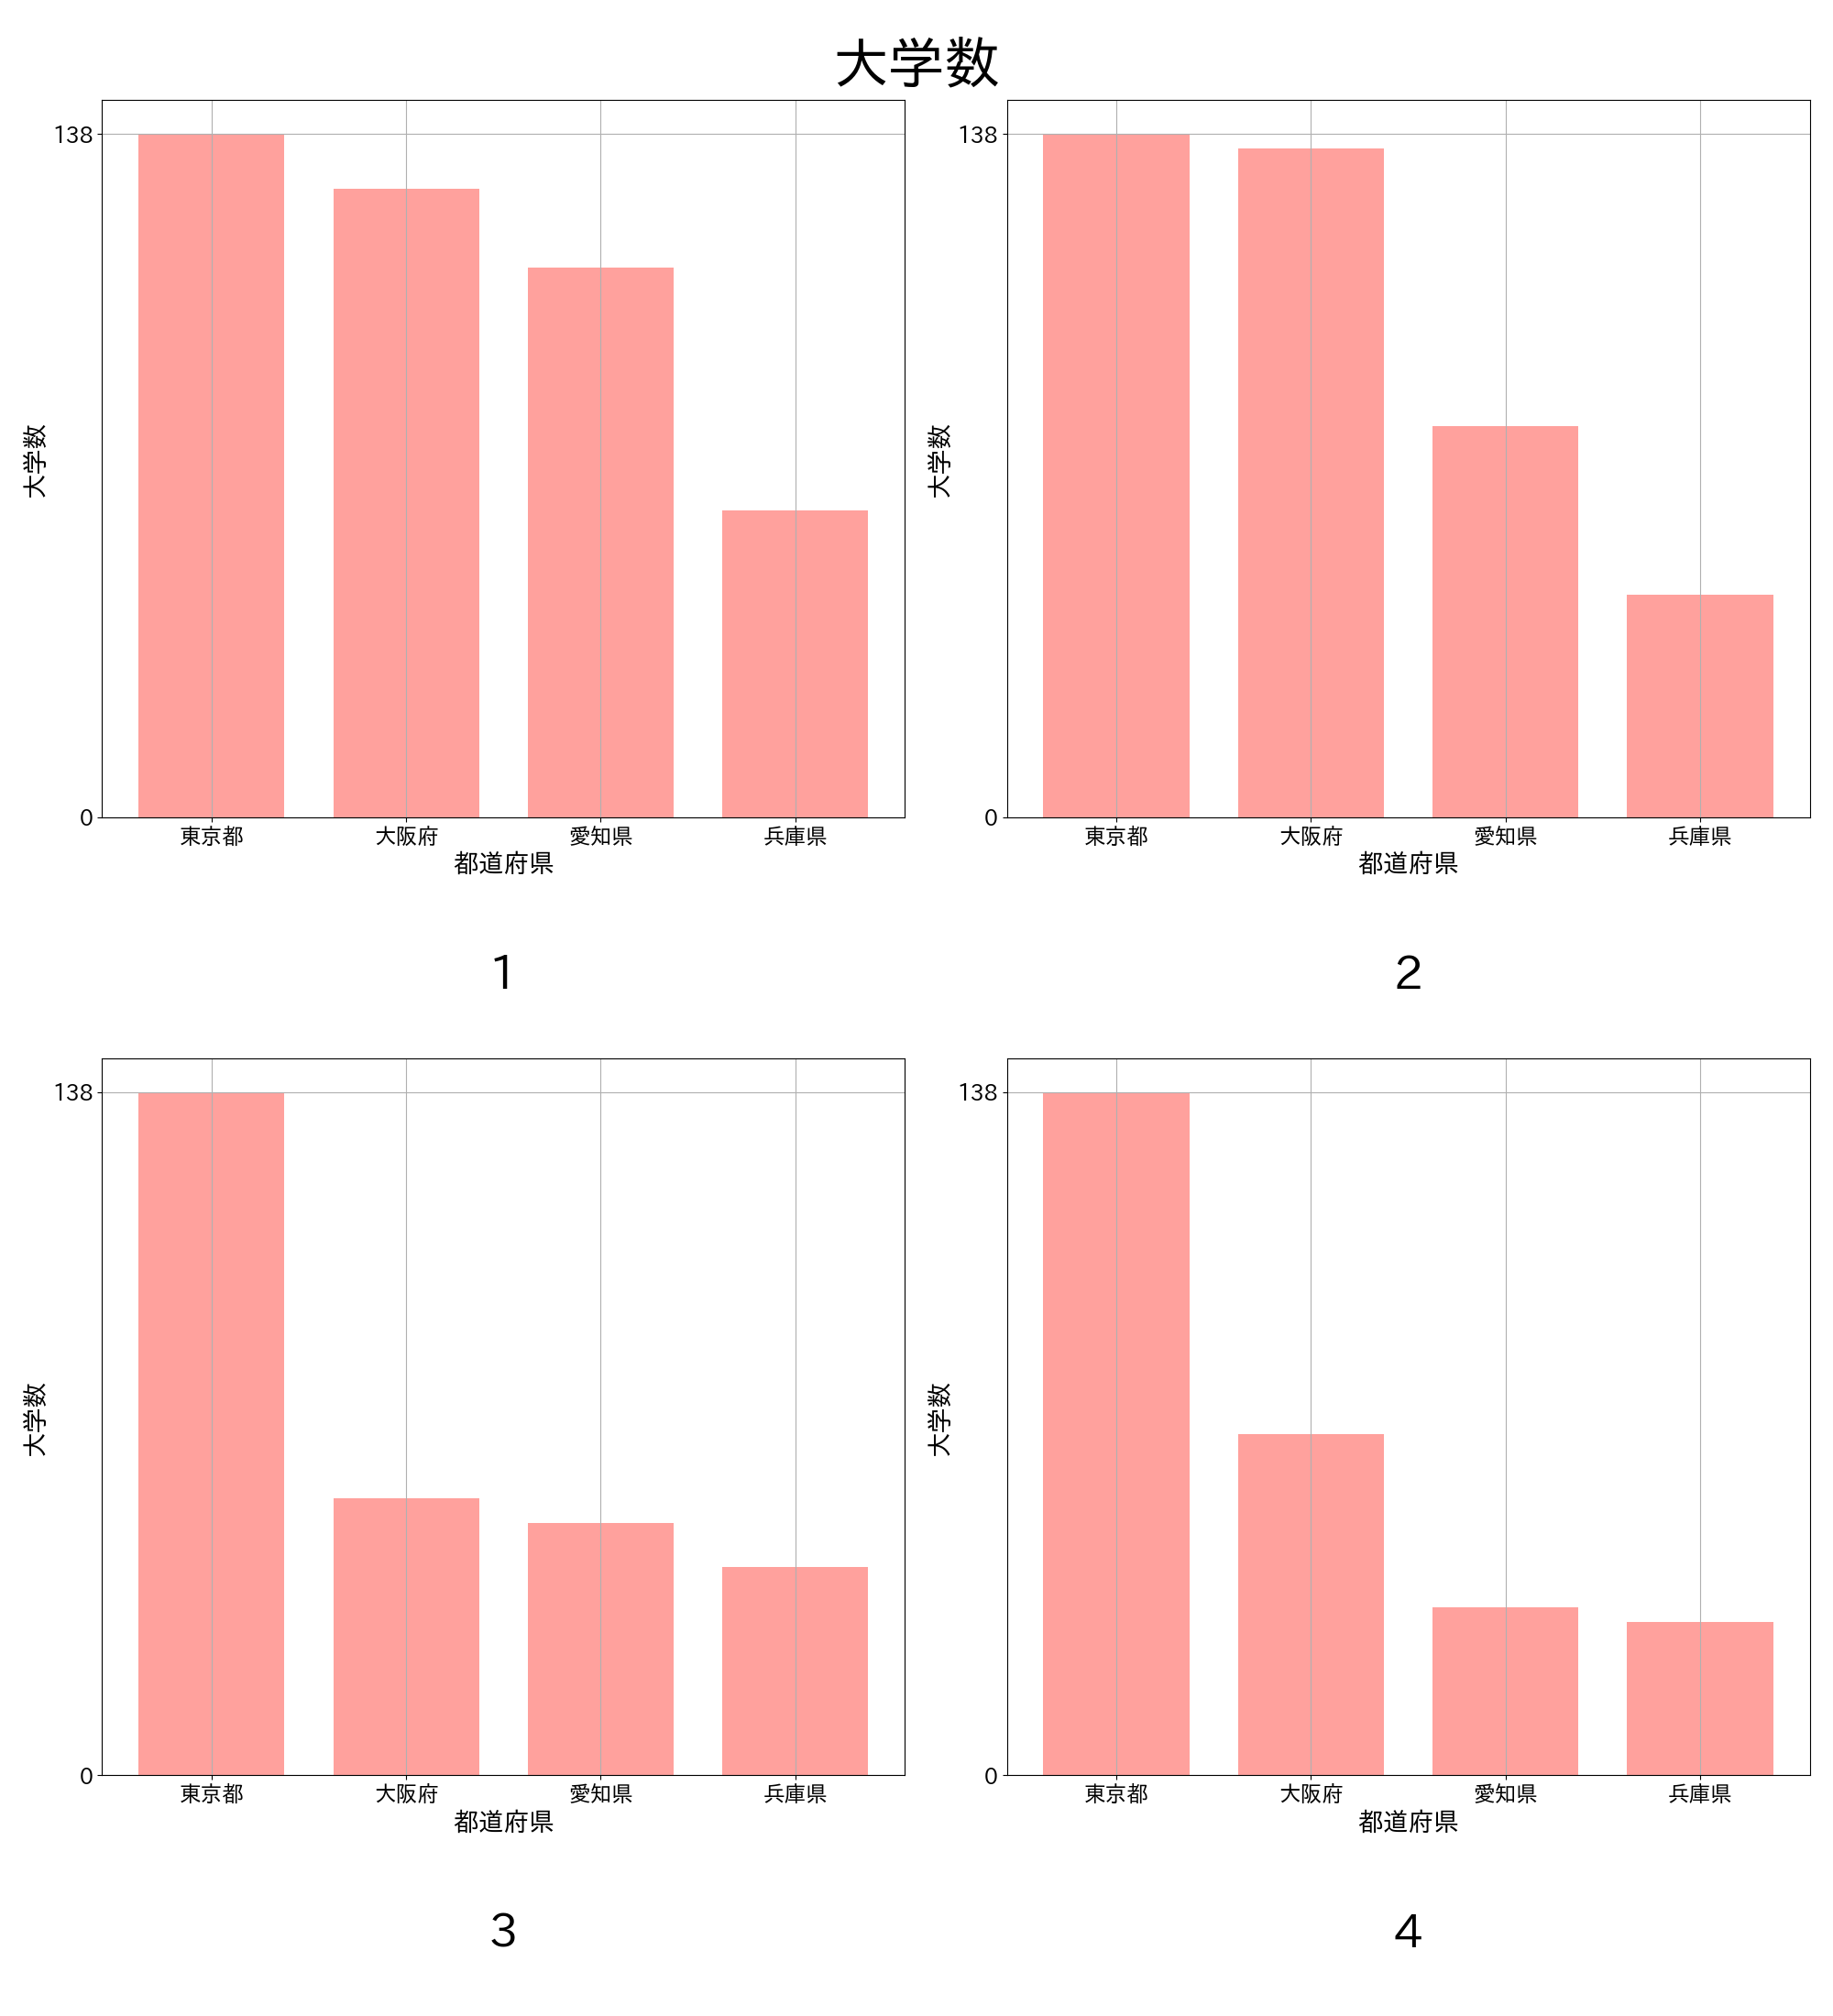 大学数
138
0
大学数
東京都 大阪府 愛知県 兵庫県
都道府県
1
138
0
大学数
東京都 大阪府 愛知県 兵庫県
都道府県
2
138
0
大学数
東京都 大阪府 愛知県 兵庫県
都道府県
3
138
0
大学数
東京都 大阪府 愛知県 兵庫県
都道府県
4